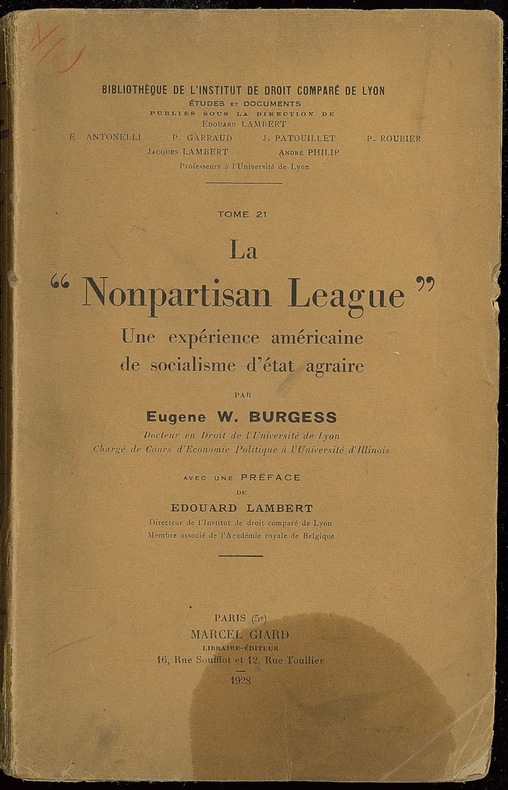 BIBLIOTHÈQUE DE L'INSTITUT DE DROIT COMPARÉ DE LYON
ÉTUDES ET DOCUMENTS
PUBLIÉS SOUS LA DIRECTION DE
EDOUARD LAMBERT
E. ANTONELLI P. GARRAUD J. PATOUILLET P. ROUBIER
JACQUES LAMBERT ANDRÉ PHILIP
Professeurs à l'Université de Lyon
TOME 21
La
“ Nonpartisan League ”
Une expérience américaine
de socialisme d'état agraire
PAR
Eugene W. BURGESS
Docteur en Droit de l'Université de Lyon
Chargé de Cours d'Economie Politique à l'Université d'Illinois
AVEC UNE PRÉFACE
DE
EDOUARD LAMBERT
Directeur de l'Institut de droit comparé de Lyon
Membre associé de l'Académie royale de Belgique
PARIS (5e)
MARCEL GIARD
LIBRAIRE-ÉDITEUR
16, Rue Soufflot et 12, Rue Toullier
1928